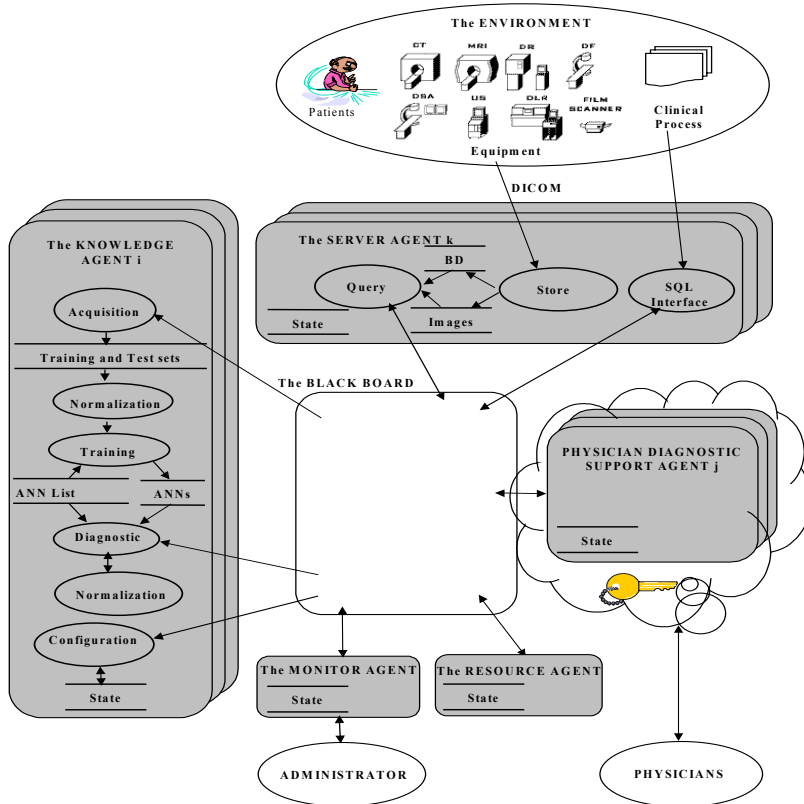 The ENVIRONMENT
CT MRI DR DF
DSA US DLR FILM
SCANNER
Patients
Equipment
Clinical
Process
DICOM
The KNOWLEDGE
AGENT i
Acquisition
Training and Test sets
Normalization
Training
ANN List ANNs
Diagnostic
Normalization
Configuration
State
The SERVER AGENT k
BD
Query
Store
SQL
Interface
State
Images
The BLACK BOARD
PHYSICIAN DIAGNOSTIC
SUPPORT AGENT j
State
The MONITOR AGENT
State
The RESOURCE AGENT
State
ADMINISTRATOR
PHYSICIANS